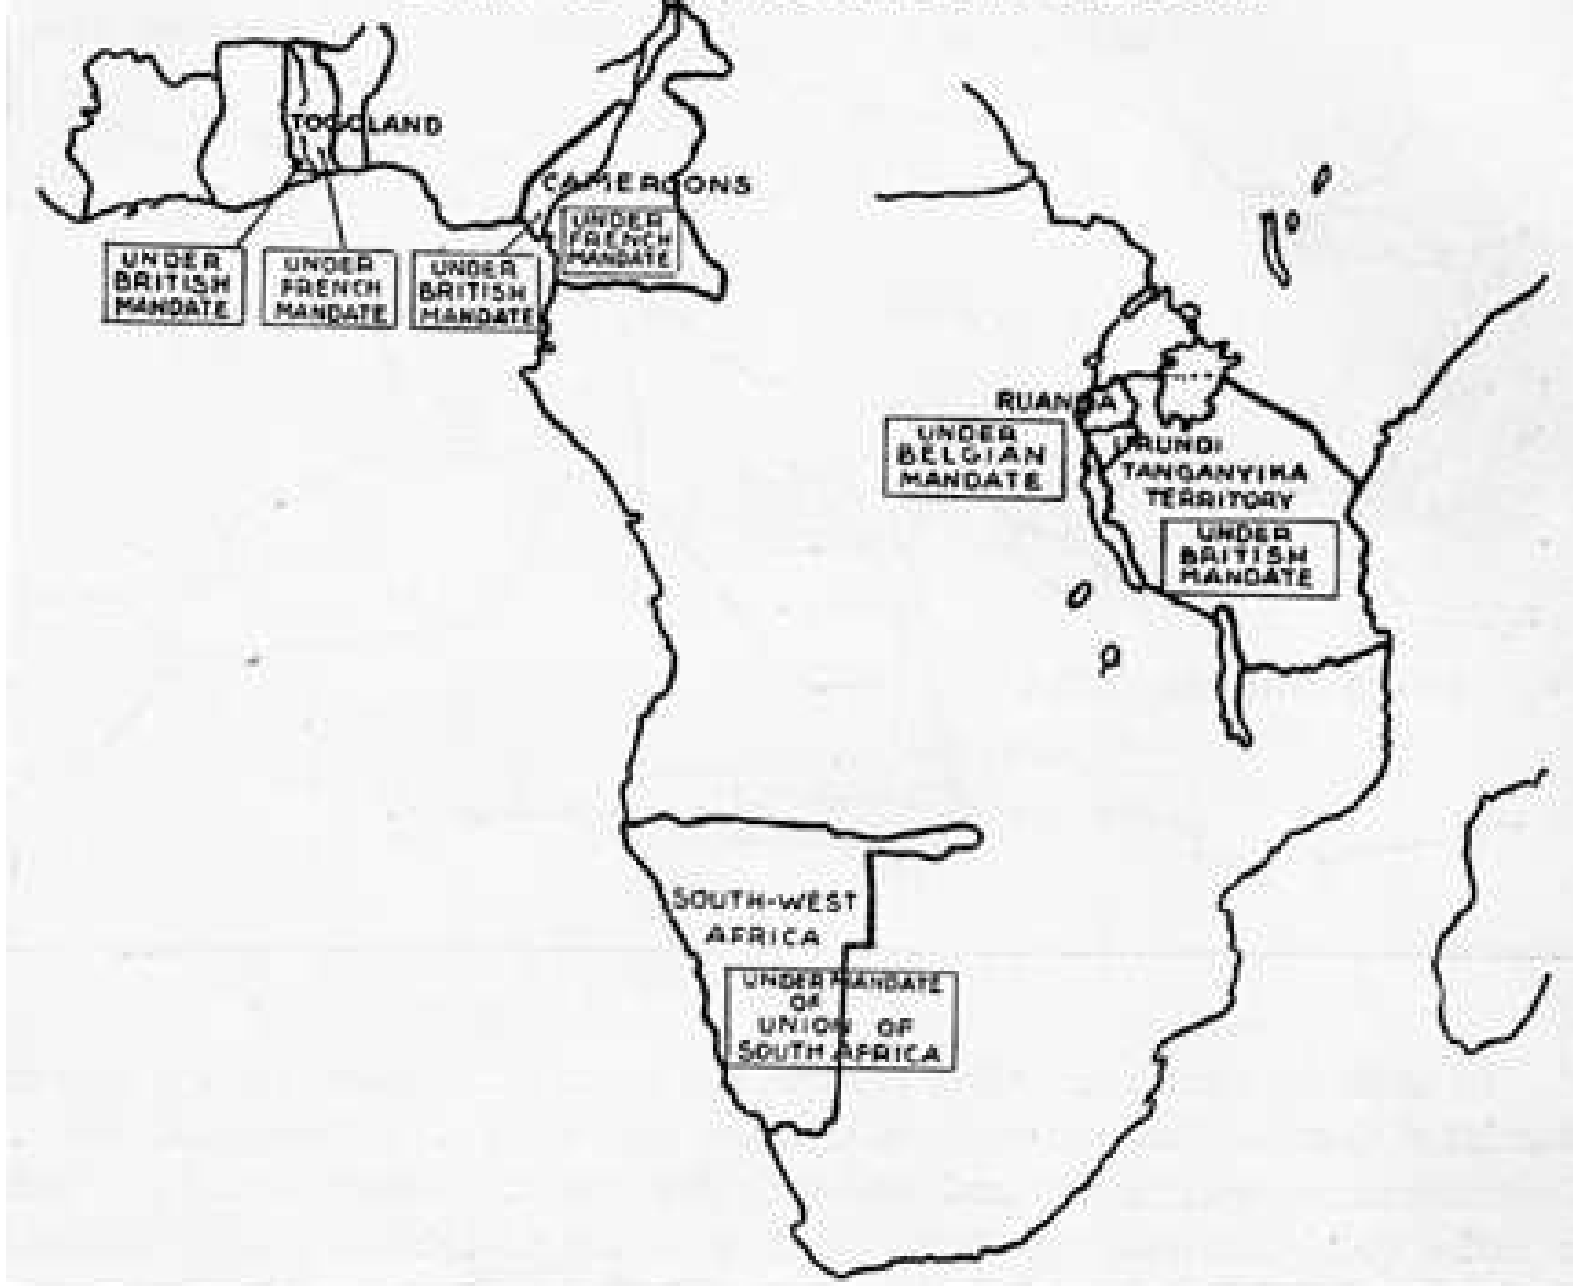 TOGOLAND
CAMEROONS
UNDER
FRENCH
MANDATE
UNDER
BRITISH
MANDATE
UNDER
FRENCH
MANDATE
UNDER
BRITISH
MANDATE
RUANDA
UNDER
BELGIAN
MANDATE
URUNDI
TANGANYIKA
TERRITORY
UNDER
BRITISH
MANDATE
SOUTH-WEST
AFRICA
UNDER MANDATE
OF
UNION OF
SOUTH AFRICA